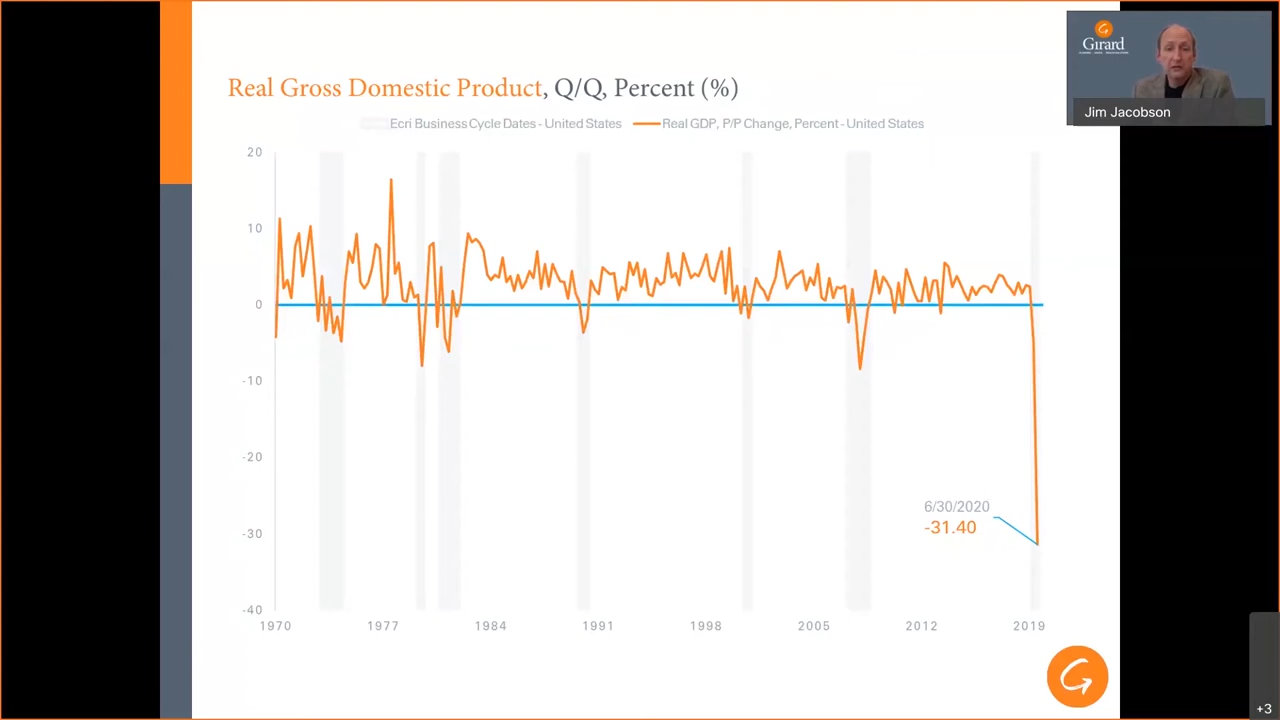 Girard
Jim Jacobson
Real Gross Domestic Product, Q/Q, Percent (%)
Ecri Business Cycle Dates - United States Real GDP, P/P Change, Percent - United States
20
10
0
-10
-20
-30
-40
6/30/2020
-31.40
1970 1977 1984 1991 1998 2005 2012 2019
+3